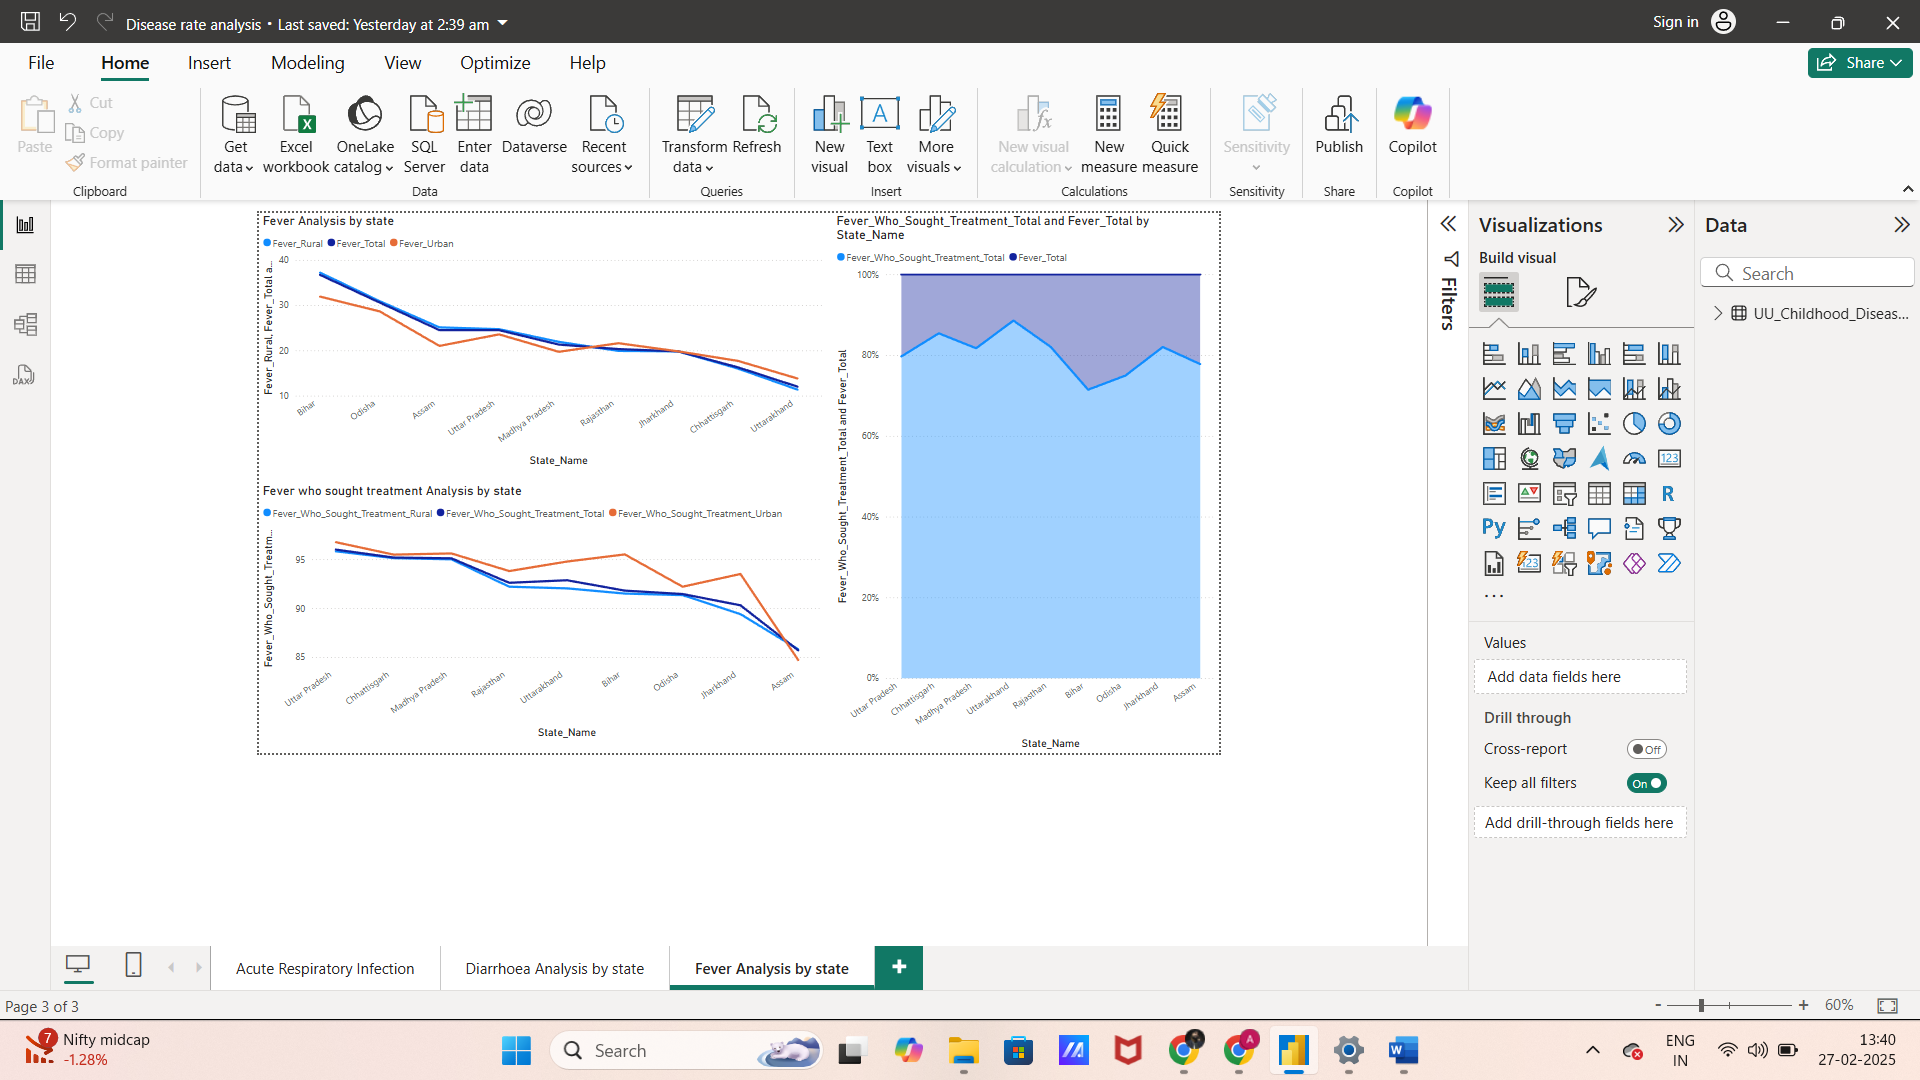 Disease rate analysis • Last saved: Yesterday at 2:39 am
Sign in
File Home Insert Modeling View Optimize Help
Share
Paste
Cut
Copy
Format painter
Clipboard
Get data
Excel workbook
OneLake catalog
SQL Server
Enter data
Dataverse
Recent sources
Data
Transform data
Refresh
Queries
New visual
Text box
More visuals
Insert
New visual calculation
New measure
Quick measure
Calculations
Sensitivity
Sensitivity
Publish
Share
Copilot
Copilot
Fever Analysis by state
Fever_Rural Fever_Total Fever_Urban
Fever_Rural, Fever_Total a...
40
30
20
10
Bihar
Odisha
Assam
Uttar Pradesh
Madhya Pradesh
Rajasthan
Jharkhand
Chhattisgarh
Uttarakhand
State_Name
Fever who sought treatment Analysis by state
Fever_Who_Sought_Treatment_Rural Fever_Who_Sought_Treatment_Total Fever_Who_Sought_Treatment_Urban
Fever_Who_Sought_Treatm...
95
90
85
Uttar Pradesh
Chhattisgarh
Madhya Pradesh
Rajasthan
Uttarakhand
Bihar
Odisha
Jharkhand
Assam
State_Name
Fever_Who_Sought_Treatment_Total and Fever_Total by
State_Name
Fever_Who_Sought_Treatment_Total Fever_Total
Fever_Who_Sought_Treatment_Total and Fever_Total
100%
80%
60%
40%
20%
0%
Uttar Pradesh
Chhattisgarh
Madhya Pradesh
Uttarakhand
Rajasthan
Bihar
Odisha
Jharkhand
Assam
State_Name
Filters
Visualizations
Build visual
123
R
Py
123
...
Values
Add data fields here
Drill through
Cross-report
Off
Keep all filters
On
Add drill-through fields here
Data
Search
UU_Childhood_Diseas...
DAX
Acute Respiratory Infection
Diarrhoea Analysis by state
Fever Analysis by state
+
Page 3 of 3
- + 60%
7
Nifty midcap
-1.28%
Search
A
W
ENG
IN
13:40
27-02-2025